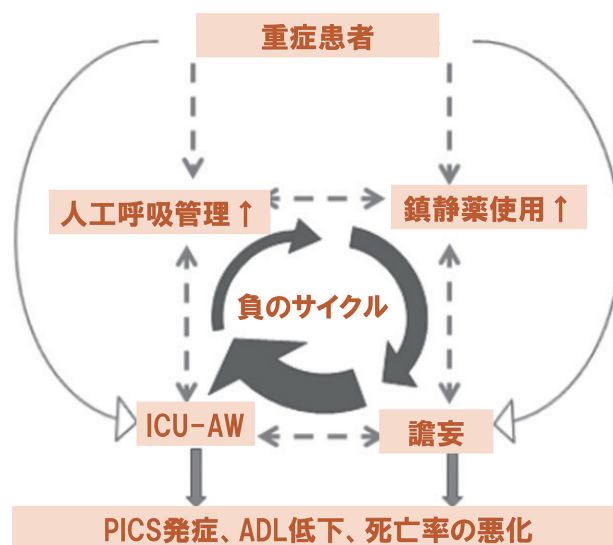 重症患者
人工呼吸管理↑
鎮静薬使用↑
負のサイクル
ICU-AW
譫妄
PICS発症、ADL低下、死亡率の悪化